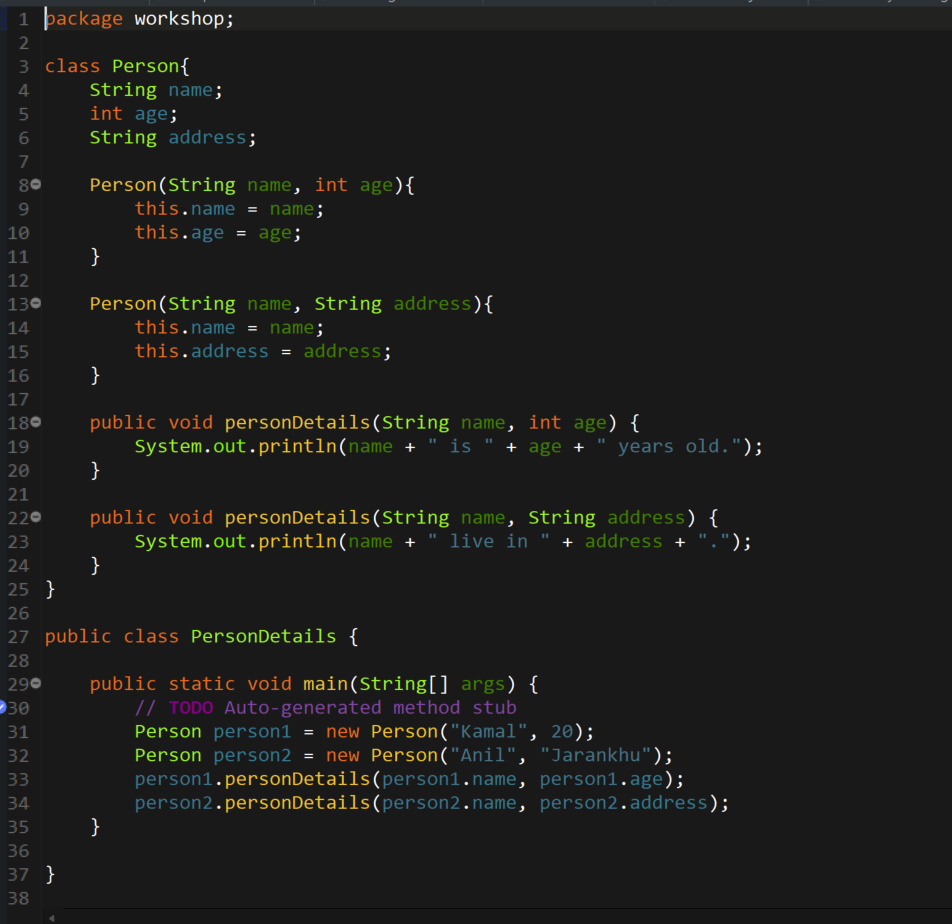 1 package workshop;
2
3 class Person{
4     String name;
5     int age;
6     String address;
7
8     Person(String name, int age){
9         this.name = name;
10         this.age = age;
11     }
12
13     Person(String name, String address){
14         this.name = name;
15         this.address = address;
16     }
17
18     public void personDetails(String name, int age) {
19         System.out.println(name + " is " + age + " years old.");
20     }
21
22     public void personDetails(String name, String address) {
23         System.out.println(name + " live in " + address + ".");
24     }
25 }
26
27 public class PersonDetails {
28
29     public static void main(String[] args) {
30         // TODO Auto-generated method stub
31         Person person1 = new Person("Kamal", 20);
32         Person person2 = new Person("Anil", "Jarankhu");
33         person1.personDetails(person1.name, person1.age);
34         person2.personDetails(person2.name, person2.address);
35     }
36
37 }
38